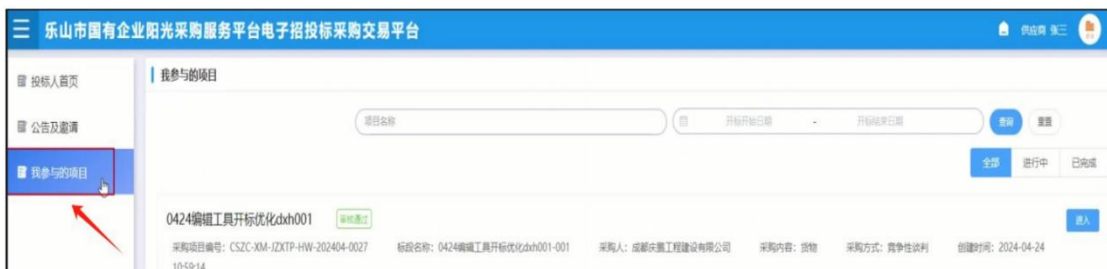 乐山市国有企业阳光采购服务平台电子招投标采购交易平台
供应商 张三
投标人首页
公告及邀请
我参与的项目
我参与的项目
项目名称
开标开始日期 - 开标结束日期
查询 重置
全部 进行中 已完成
0424编辑工具开标优化dxh001 审核通过
进入
采购项目编号：CSZC-XM-JZXTP-HW-202404-0027 标段名称：0424编辑工具开标优化dxh001-001 采购人：成都庆蒽工程建设有限公司 采购内容：货物 采购方式：竞争性谈判 创建时间：2024-04-24
10:59:14